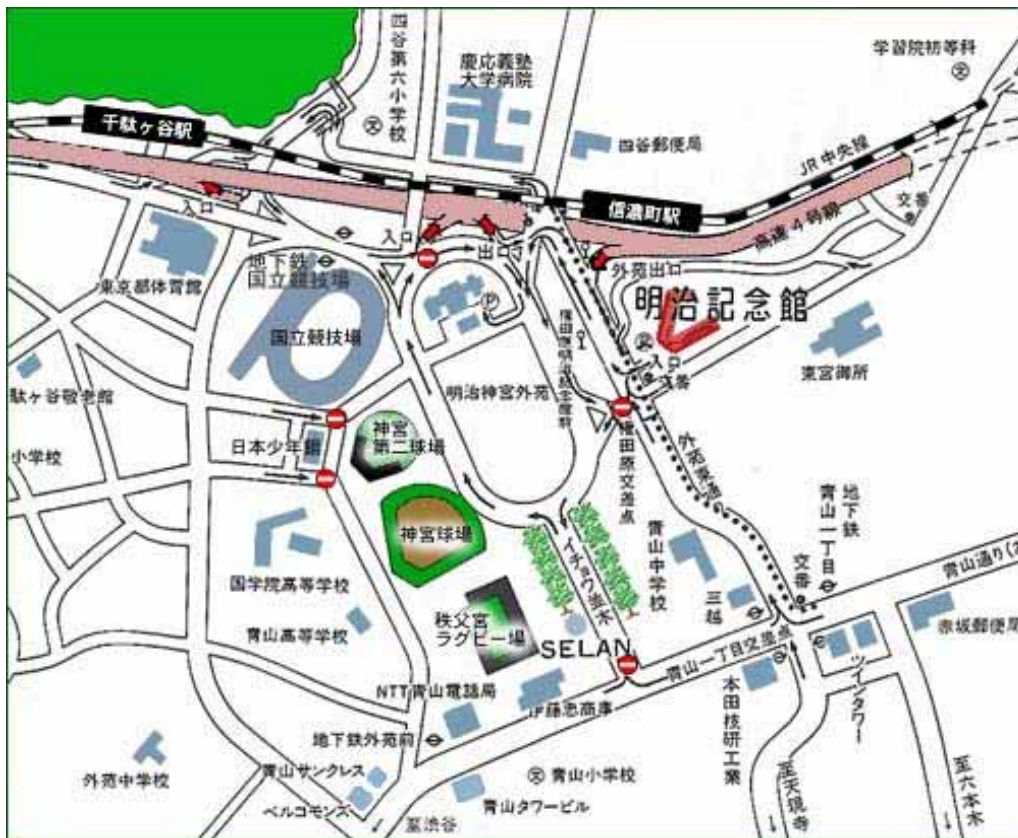 四谷第六小学校
慶応義塾
大学病院
学習院初等科
文
文
千駄ヶ谷駅
四谷郵便局
JR中央線
信濃町駅
高速4号線
交番
入口
入口
出口
外苑出口
地下鉄
国立競技場
東京都体育館
明治記念館
P
国立競技場
入口
交番
東宮御所
駄ヶ谷敬老館
明治神宮外苑
小学校
日本少年館
神宮
第二球場
権田原交差点
外苑東通り
地下鉄
青山一丁目
神宮球場
イチョウ並木
青山中学校
交番
青山通り
国学院高等学校
三越
秩父宮
ラグビー場
青山高等学校
SELAN
赤坂郵便局
青山一丁目交差点
ツインタワー
NTT青山電話局
伊藤忠商事
本田技研工業
地下鉄外苑前
外苑中学校
青山サンクレス
文 青山小学校
ベルコモンズ
青山タワービル
至渋谷
至天現寺
至六本木